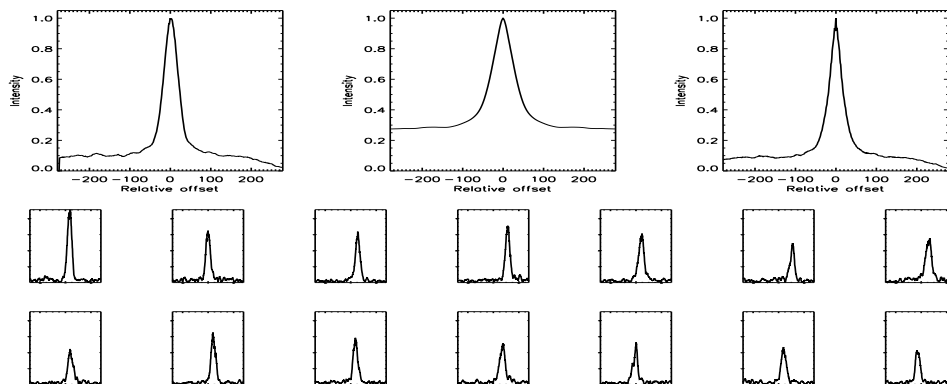 1.0 1.0 1.0
0.8 0.8 0.8
0.6 0.6 0.6
0.4 0.4 0.4
0.2 0.2 0.2
0.0 0.0 0.0
Intensity Intensity Intensity
−200 −100 0 100 200 −200 −100 0 100 200 −200 −100 0 100 200
Relative offset Relative offset Relative offset